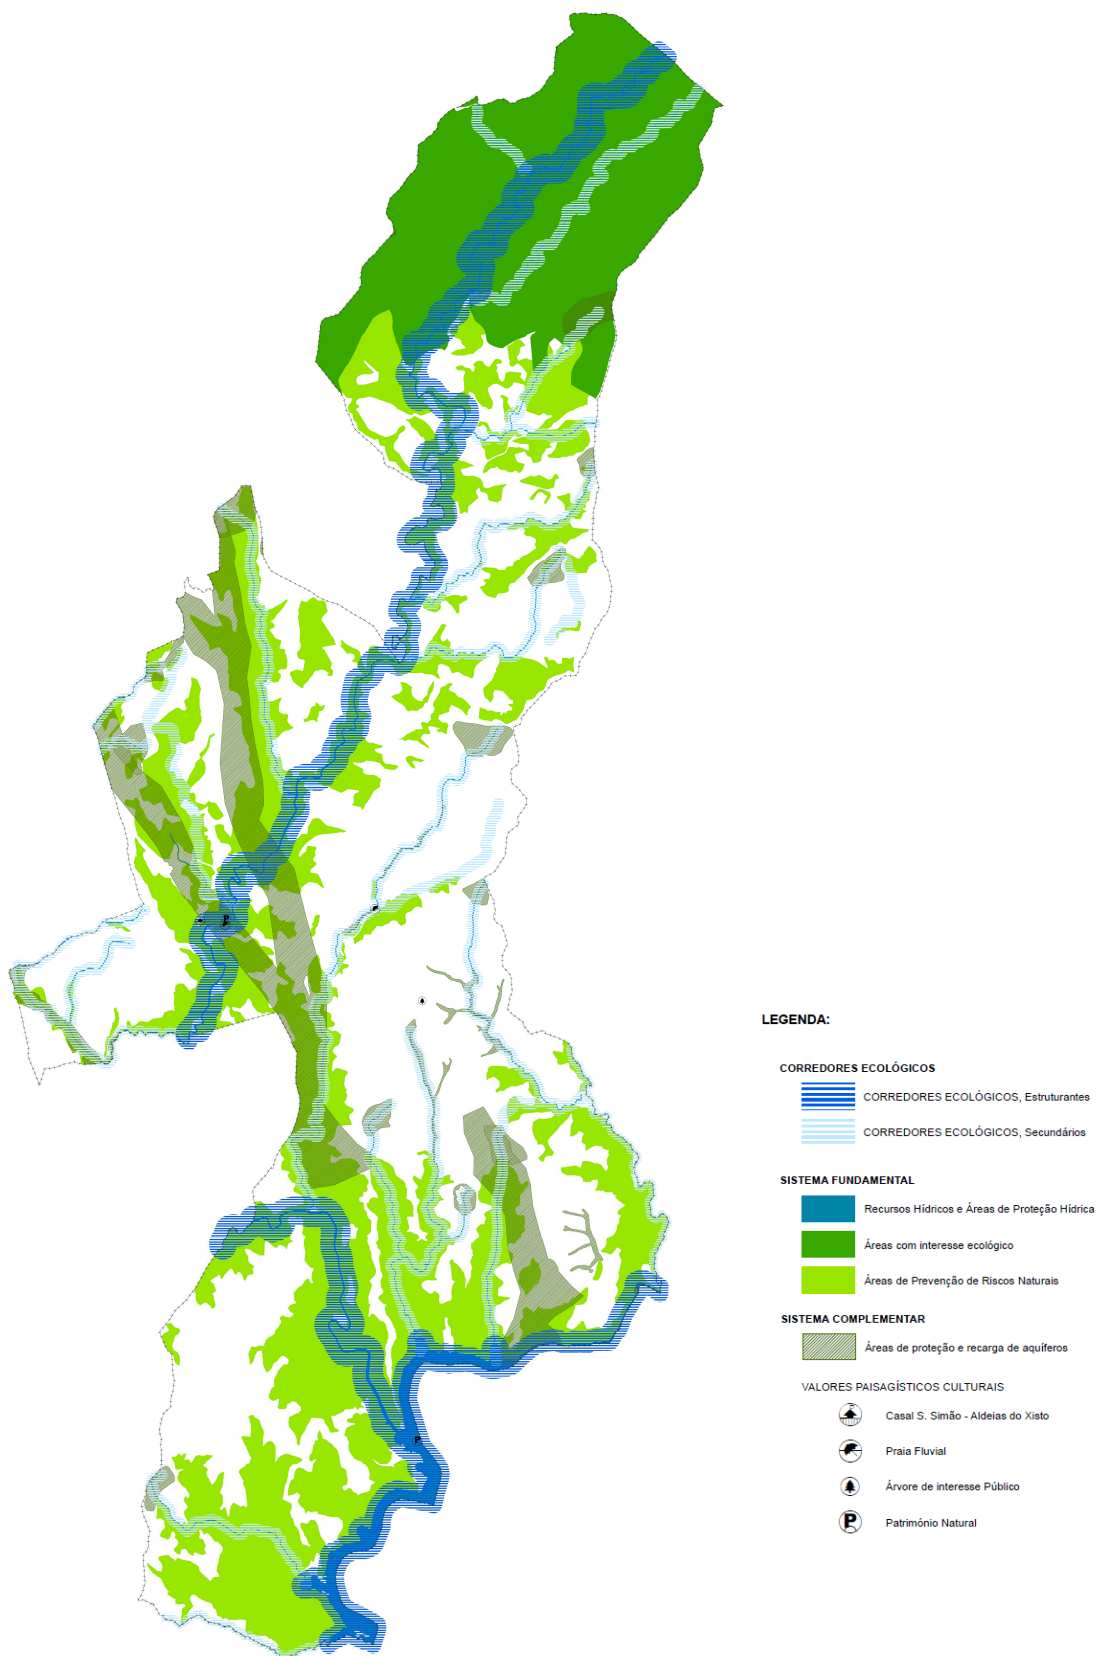 LEGENDA:
CORREDORES ECOLÓGICOS
CORREDORES ECOLÓGICOS, Estruturantes
CORREDORES ECOLÓGICOS, Secundários
SISTEMA FUNDAMENTAL
Recursos Hídricos e Áreas de Proteção Hídrica
Áreas com interesse ecológico
Áreas de Prevenção de Riscos Naturais
SISTEMA COMPLEMENTAR
Áreas de proteção e recarga de aquíferos
VALORES PAISAGÍSTICOS CULTURAIS
Casal S. Simão - Aldeias do Xisto
Praia Fluvial
Árvore de interesse Público
P Património Natural
P
P